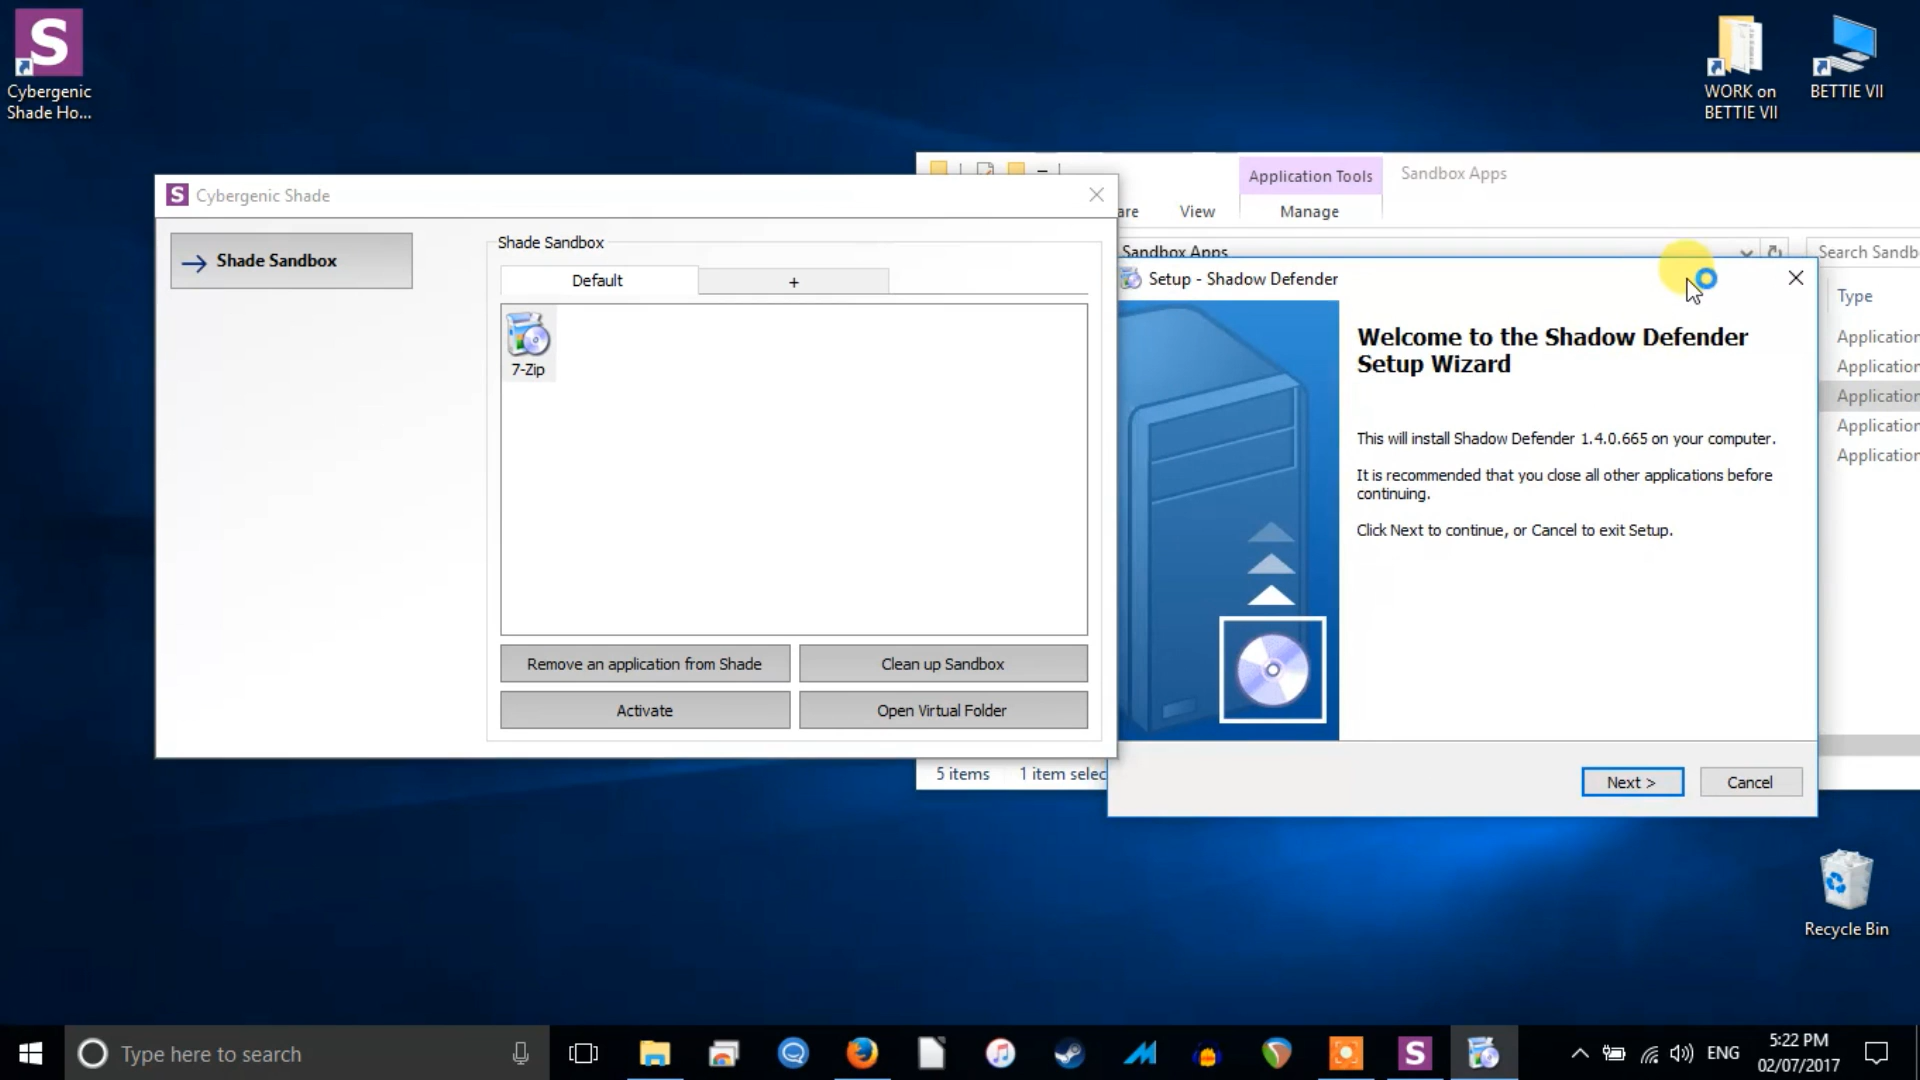 S
Cybergenic
Shade Ho...
WORK on
BETTIE VII
BETTIE VII
Application Tools
Sandbox Apps
are
View
Manage
Sandbox Apps
Search Sandb
Type
Application
Application
Application
Application
Application
5 items
1 item selec
S Cybergenic Shade
Shade Sandbox
Shade Sandbox
Default
+
7-Zip
Remove an application from Shade
Clean up Sandbox
Activate
Open Virtual Folder
Setup - Shadow Defender
Welcome to the Shadow Defender
Setup Wizard
This will install Shadow Defender 1.4.0.665 on your computer.
It is recommended that you close all other applications before
continuing.
Click Next to continue, or Cancel to exit Setup.
Next >
Cancel
Recycle Bin
Type here to search
S
ENG
5:22 PM
02/07/2017